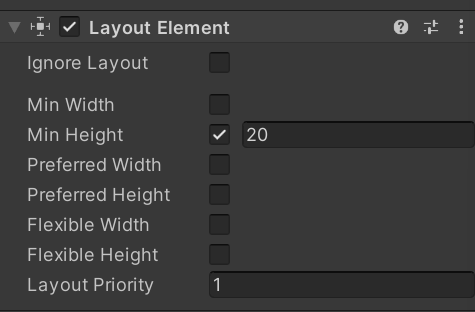 Layout Element
Ignore Layout
Min Width
Min Height 20
Preferred Width
Preferred Height
Flexible Width
Flexible Height
Layout Priority 1